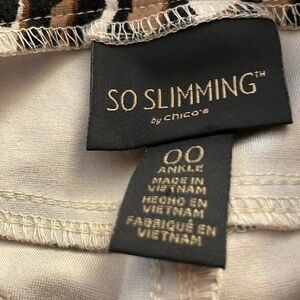 SO SLIMMING™
by chico's
00
ANKLE
MADE IN
VIETNAM
HECHO EN
VIETNAM
FABRIQUÉ EN
VIETNAM